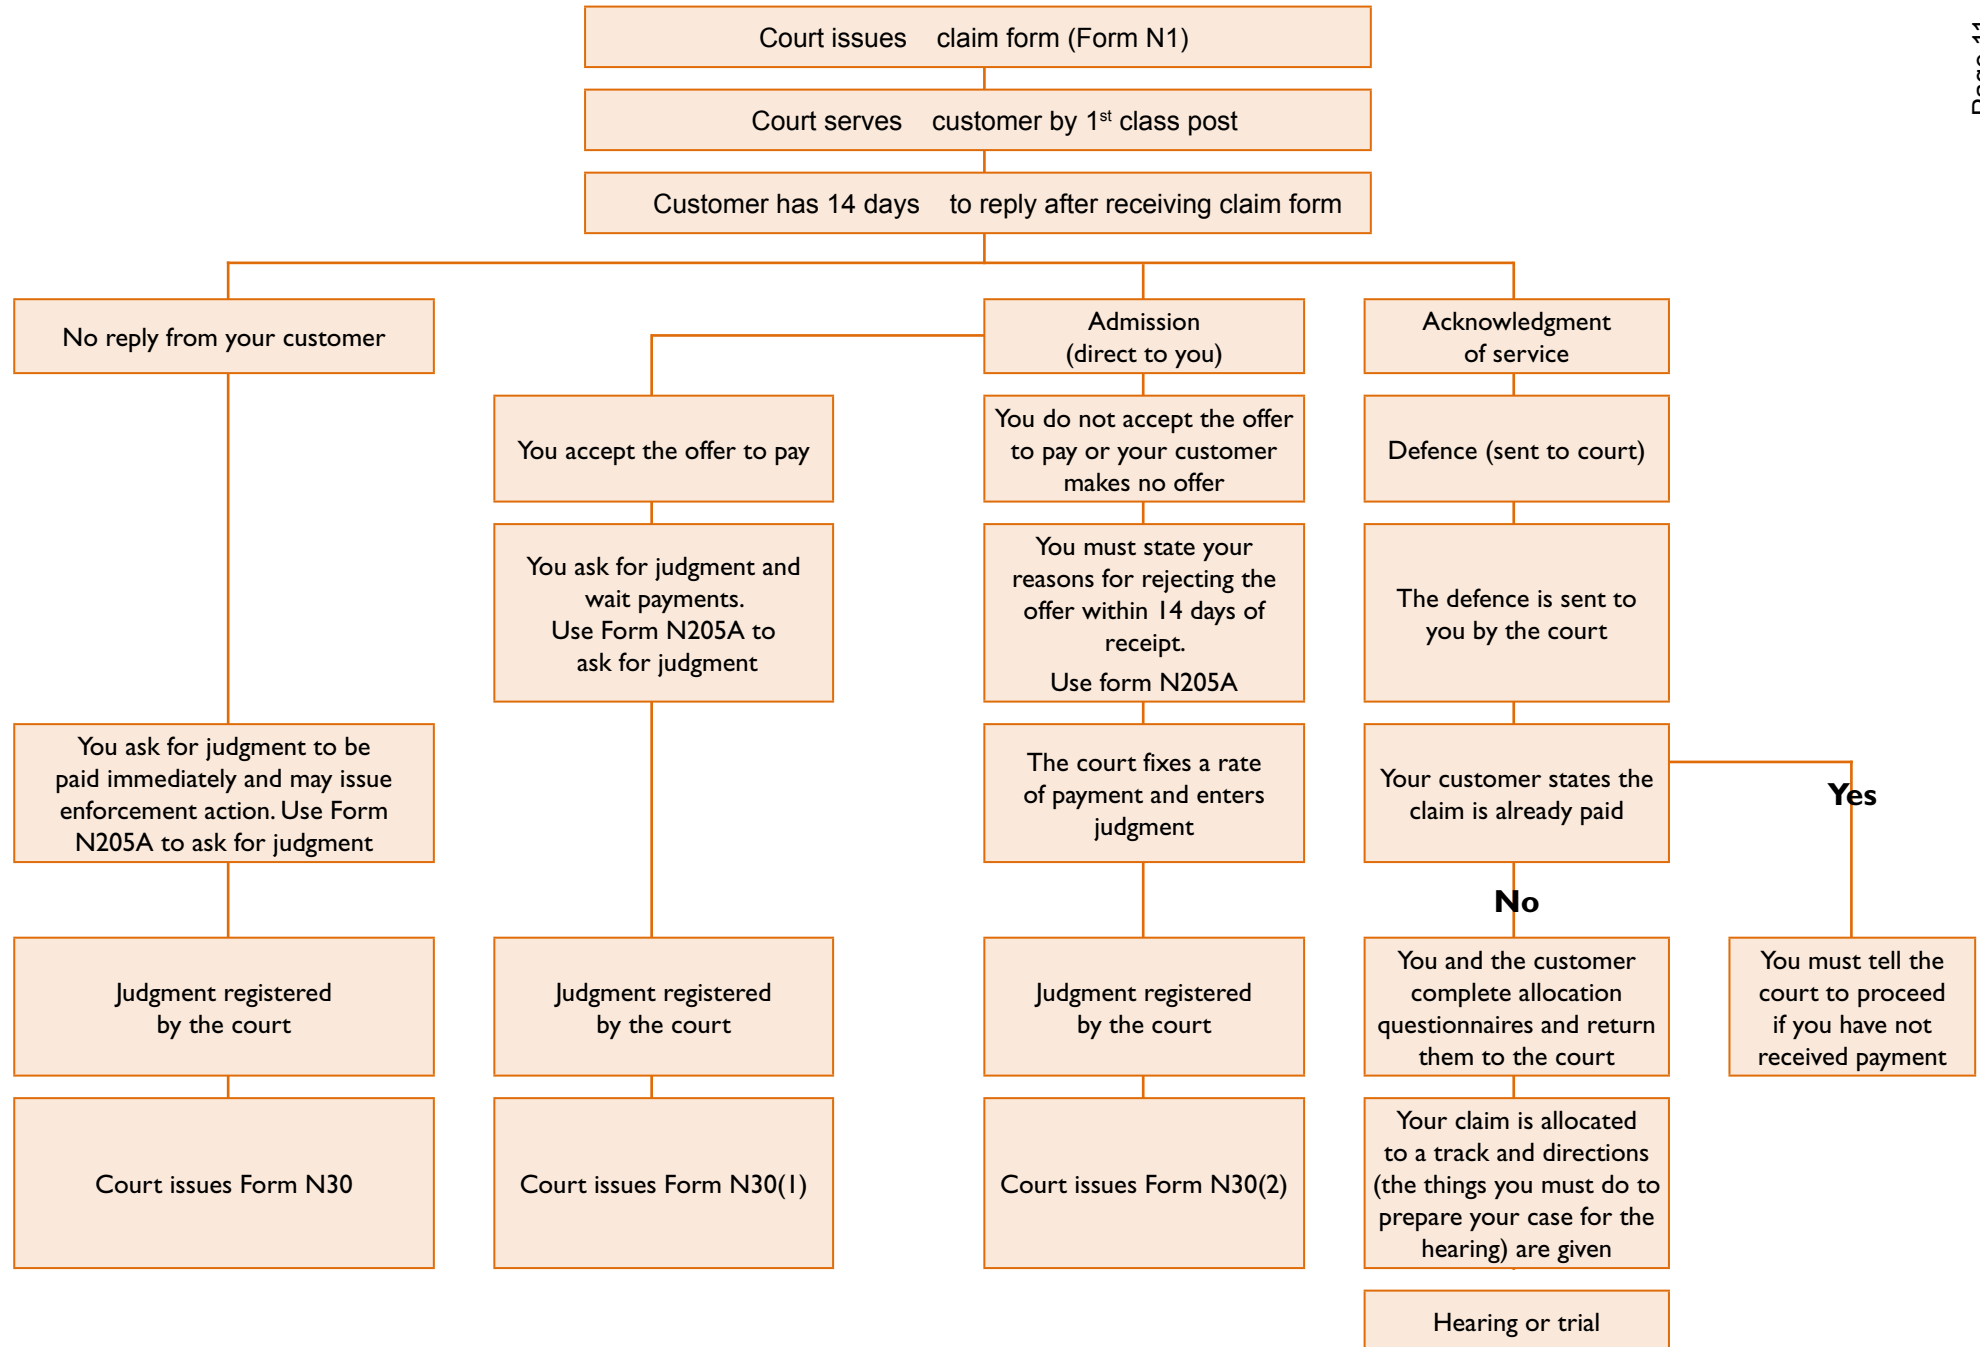 Page 11
Court issues claim form (Form N1)
Court serves customer by 1st class post
Customer has 14 days to reply after receiving claim form
No reply from your customer
You ask for judgment to be
paid immediately and may issue
enforcement action. Use Form
N205A to ask for judgment
Judgment registered
by the court
Court issues Form N30
Admission
(direct to you)
You accept the offer to pay
You ask for judgment and
wait payments.
Use Form N205A to
ask for judgment
Judgment registered
by the court
Court issues Form N30(1)
You do not accept the offer
to pay or your customer
makes no offer
You must state your
reasons for rejecting the
offer within 14 days of
receipt.
Use form N205A
The court fixes a rate
of payment and enters
judgment
Judgment registered
by the court
Court issues Form N30(2)
Acknowledgment
of service
Defence (sent to court)
The defence is sent to
you by the court
Your customer states the
claim is already paid
Yes
You must tell the
court to proceed
if you have not
received payment
No
You and the customer
complete allocation
questionnaires and return
them to the court
Your claim is allocated
to a track and directions
(the things you must do to
prepare your case for the
hearing) are given
Hearing or trial